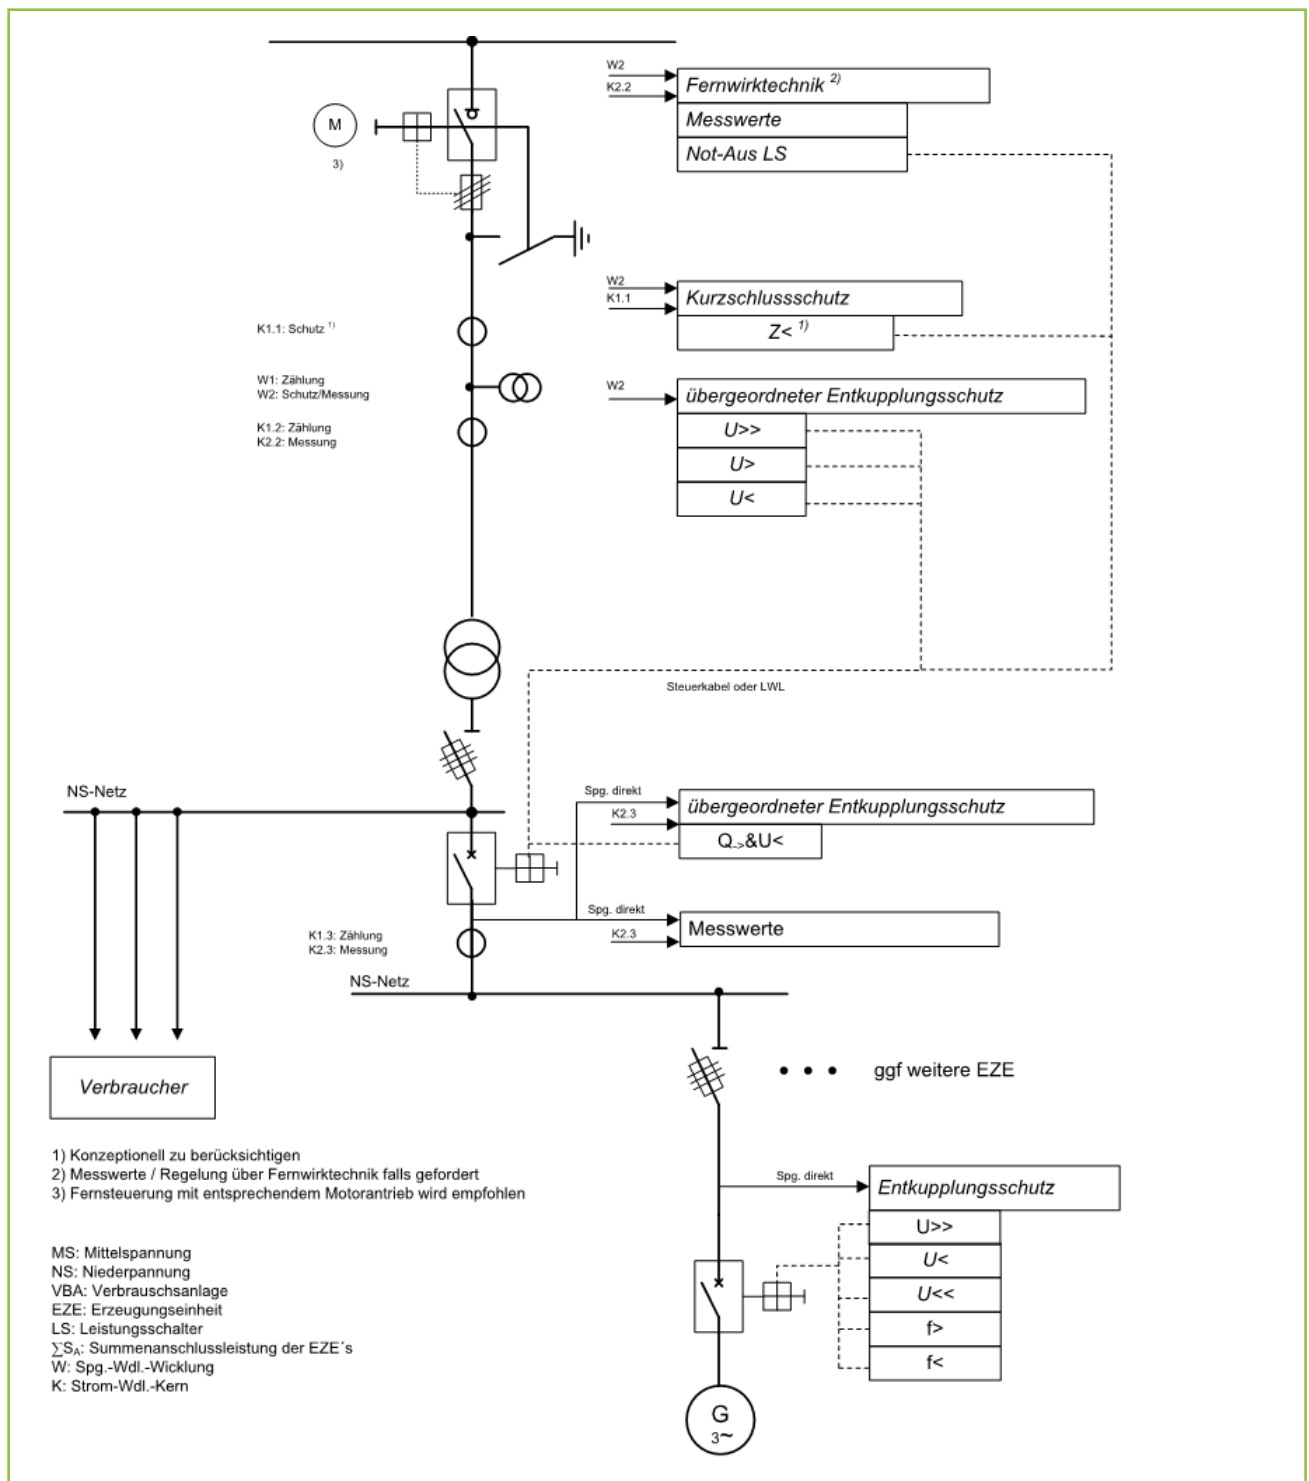 W2
K2.2
Fernwirktechnik 2)
Messwerte
Not-Aus LS
M
3)
W2
K1.1
Kurzschlussschutz
Z< 1)
K1.1: Schutz 1)
W1: Zählung
W2: Schutz/Messung
K1.2: Zählung
K2.2: Messung
W2
übergeordneter Entkupplungsschutz
U>>
U>
U<
Steuerkabel oder LWL
NS-Netz
Spg. direkt
K2.3
übergeordneter Entkupplungsschutz
Q->&U<
Spg. direkt
K2.3
Messwerte
K1.3: Zählung
K2.3: Messung
NS-Netz
Verbraucher
ggf weitere EZE
1) Konzeptionell zu berücksichtigen
2) Messwerte / Regelung über Fernwirktechnik falls gefordert
3) Fernsteuerung mit entsprechendem Motorantrieb wird empfohlen
Spg. direkt
Entkupplungsschutz
U>>
U<
U<<
f>
f<
MS: Mittelspannung
NS: Niederpannung
VBA: Verbrauschsanlage
EZE: Erzeugungseinheit
LS: Leistungsschalter
∑SA: Summenanschlussleistung der EZE´s
W: Spg.-Wdl.-Wicklung
K: Strom-Wdl.-Kern
G
3~